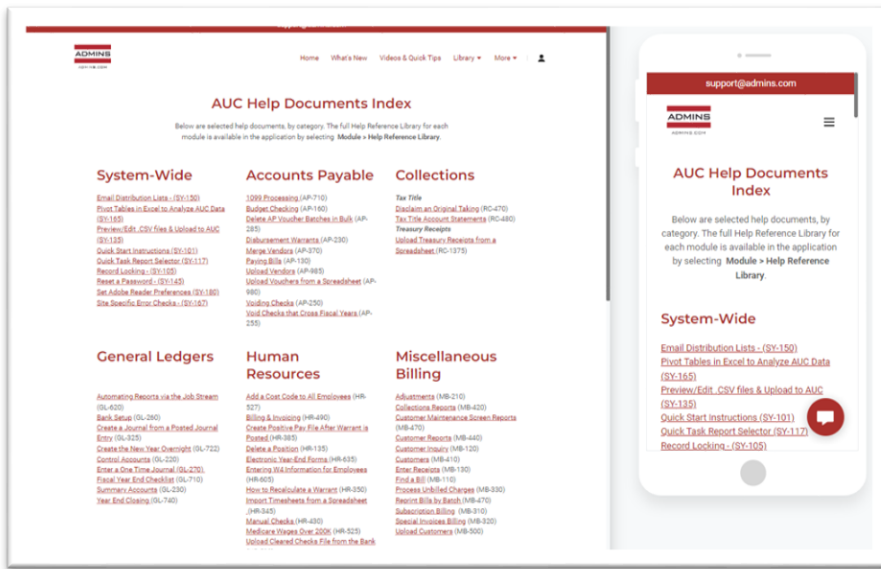 ADMINS
ADMINS.COM
Home What's New Videos & Quick Tips Library More
AUC Help Documents Index
Below are selected help documents, by category. The full Help Reference Library for each
module is available in the application by selecting Module > Help Reference Library.
System-Wide
Email Distribution Lists - (SY-150)
Pivot Tables in Excel to Analyze AUC Data
(SY-165)
Preview/Edit .CSV files & Upload to AUC
(SY-135)
Quick Start Instructions (SY-101)
Quick Task Report Selector (SY-117)
Record Locking - (SY-105)
Reset a Password - (SY-145)
Set Adobe Reader Preferences (SY-180)
Site Specific Error Checks - (SY-167)
Accounts Payable
1099 Processing (AP-710)
Budget Checking (AP-160)
Delete AP Voucher Batches in Bulk (AP-
285)
Disbursement Warrants (AP-230)
Merge Vendors (AP-370)
Paying Bills (AP-130)
Upload Vendors (AP-985)
Upload Vouchers from a Spreadsheet (AP-
980)
Voiding Checks (AP-250)
Void Checks that Cross Fiscal Years (AP-
255)
Collections
Tax Title
Disclaim an Original Taking (RC-470)
Tax Title Account Statements (RC-480)
Treasury Receipts
Upload Treasury Receipts from a
Spreadsheet (RC-1375)
General Ledgers
Automating Reports via the Job Stream
(GL-620)
Bank Setup (GL-260)
Create a Journal from a Posted Journal
Entry (GL-325)
Create the New Year Overnight (GL-722)
Control Accounts (GL-220)
Enter a One Time Journal (GL-270)
Fiscal Year End Checklist (GL-710)
Summary Accounts (GL-230)
Year End Closing (GL-740)
Human
Resources
Add a Cost Code to All Employees (HR-
527)
Billing & Invoicing (HR-490)
Create Positive Pay File After Warrant is
Posted (HR-385)
Delete a Position (HR-135)
Electronic Year-End Forms (HR-635)
Entering W4 Information for Employees
(HR-605)
How to Recalculate a Warrant (HR-350)
Import Timesheets from a Spreadsheet
(HR-345)
Manual Checks (HR-430)
Medicare Wages Over 200K (HR-525)
Upload Cleared Checks File from the Bank
Miscellaneous
Billing
Adjustments (MB-210)
Collections Reports (MB-420)
Customer Maintenance Screen Reports
(MB-470)
Customer Reports (MB-440)
Customer Inquiry (MB-120)
Customers (MB-410)
Enter Receipts (MB-130)
Find a Bill (MB-110)
Process Unbilled Charges (MB-330)
Reprint Bills by Batch (MB-470)
Subscription Billing (MB-310)
Special Invoices Billing (MB-320)
Upload Customers (MB-500)
support@admins.com
ADMINS
ADMINS.COM
AUC Help Documents
Index
Below are selected help documents, by
category. The full Help Reference Library for
each module is available in the application
by selecting Module > Help Reference
Library.
System-Wide
Email Distribution Lists - (SY-150)
Pivot Tables in Excel to Analyze AUC Data
(SY-165)
Preview/Edit .CSV files & Upload to AUC
(SY-135)
Quick Start Instructions (SY-101)
Quick Task Report Selector (SY-117)
Record Locking - (SY-105)